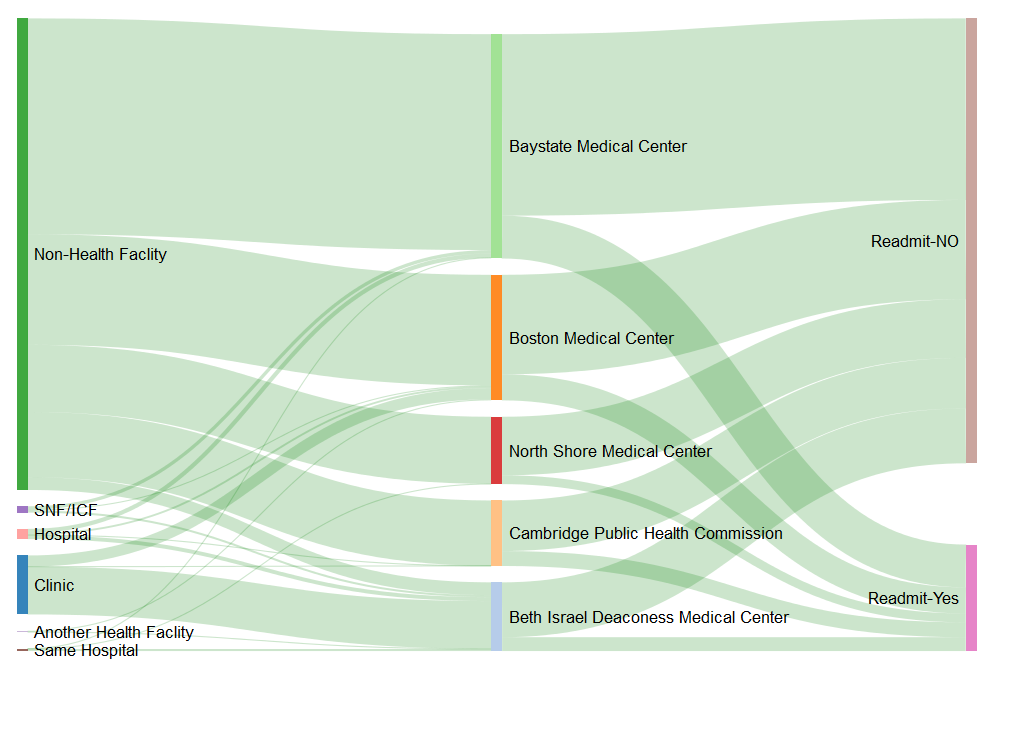 Non-Health Faclity
SNF/ICF
Hospital
Clinic
Another Health Faclity
Same Hospital
Baystate Medical Center
Boston Medical Center
North Shore Medical Center
Cambridge Public Health Commission
Beth Israel Deaconess Medical Center
Readmit-NO
Readmit-Yes